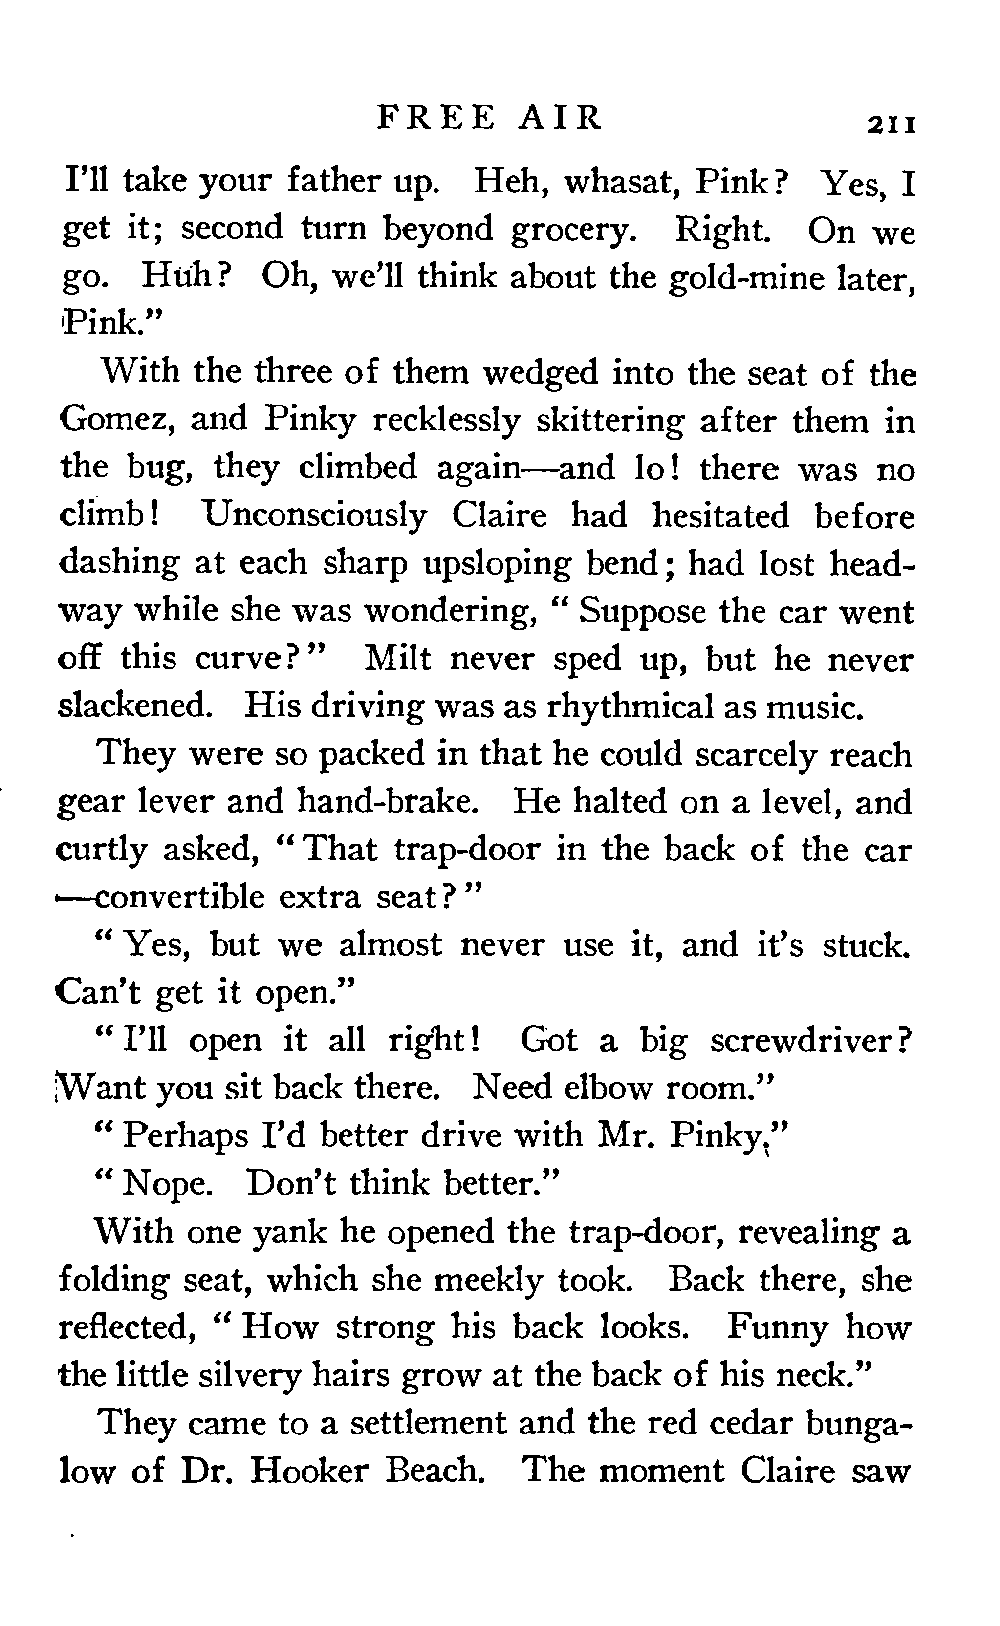 FREE AIR 211
I'll take your father up. Heh, whasat, Pink? Yes, I
get it; second turn beyond grocery. Right. On we
go. Huh? Oh, we'll think about the gold-mine later,
Pink."
With the three of them wedged into the seat of the
Gomez, and Pinky recklessly skittering after them in
the bug, they climbed again—and lo! there was no
climb! Unconsciously Claire had hesitated before
dashing at each sharp upsloping bend; had lost head-
way while she was wondering, "Suppose the car went
off this curve?" Milt never sped up, but he never
slackened. His driving was as rhythmical as music.
They were so packed in that he could scarcely reach
gear lever and hand-brake. He halted on a level, and
curtly asked, "That trap-door in the back of the car
—convertible extra seat?"
"Yes, but we almost never use it, and it's stuck.
Can't get it open."
"I'll open it all right! Got a big screwdriver?
Want you sit back there. Need elbow room."
"Perhaps I'd better drive with Mr. Pinky."
"Nope. Don't think better."
With one yank he opened the trap-door, revealing a
folding seat, which she meekly took. Back there, she
reflected, "How strong his back looks. Funny how
the little silvery hairs grow at the back of his neck."
They came to a settlement and the red cedar bunga-
low of Dr. Hooker Beach. The moment Claire saw